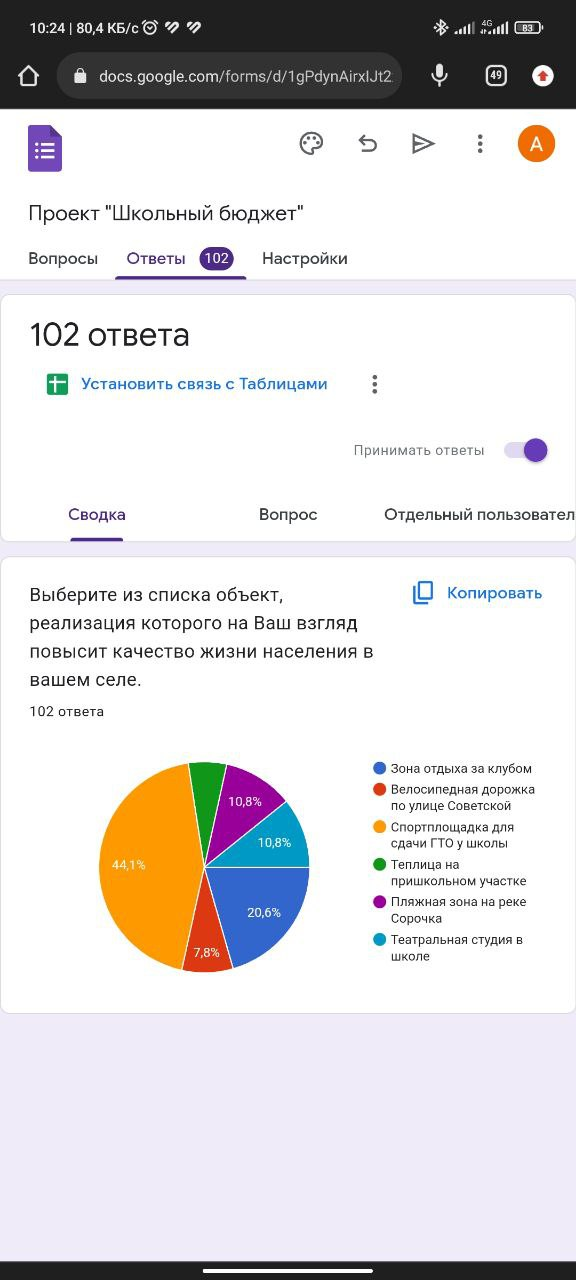 10:24 | 80,4 КБ/с
4G
83
docs.google.com/forms/d/1gPdynAirxIJt2
49
A
Проект "Школьный бюджет"
Вопросы Ответы 102 Настройки
102 ответа
Установить связь с Таблицами
Принимать ответы
Сводка Вопрос Отдельный пользовател
Выберите из списка объект,
реализация которого на Ваш взгляд
повысит качество жизни населения в
вашем селе.
Копировать
102 ответа
10,8%
10,8%
44,1%
20,6%
7,8%
Зона отдыха за клубом
Велосипедная дорожка
по улице Советской
Спортплощадка для
сдачи ГТО у школы
Теплица на
пришкольном участке
Пляжная зона на реке
Сорочка
Театральная студия в
школе